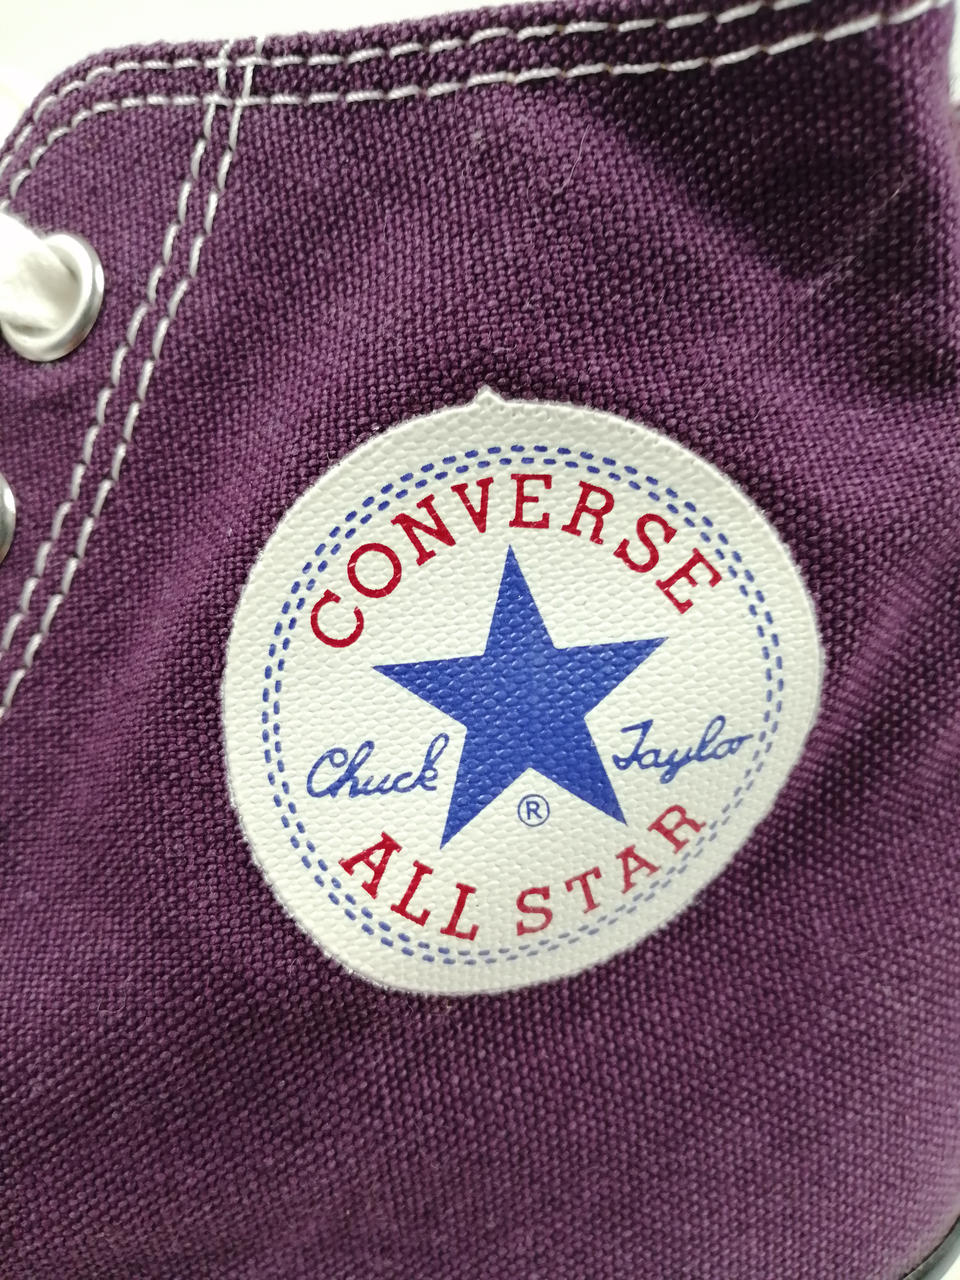 CONVERSE
Chuck Taylor
®
ALL STAR